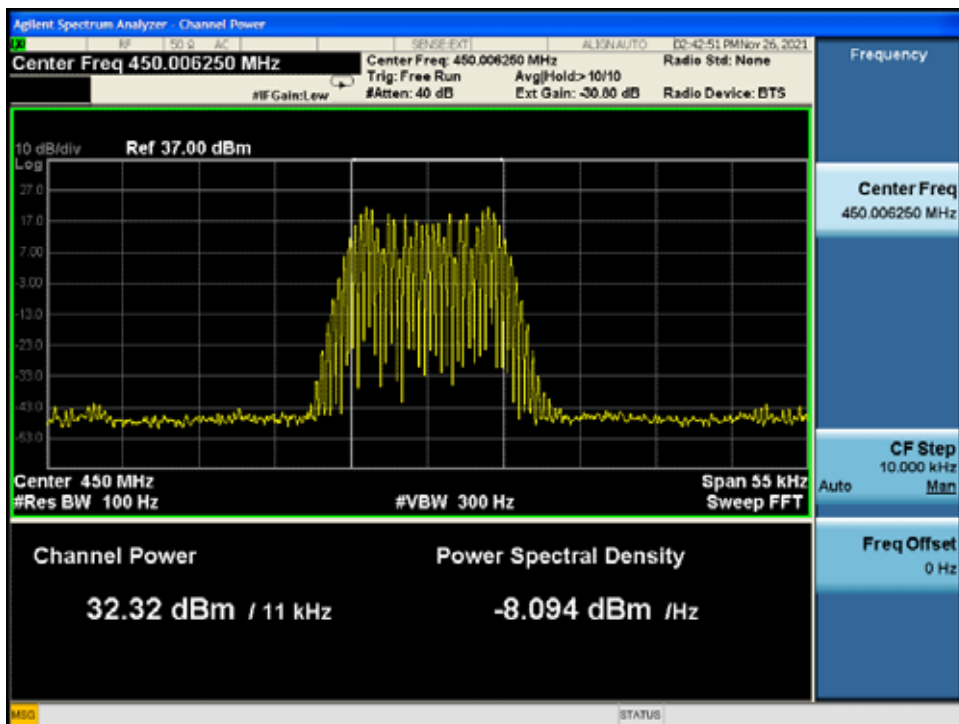 Agilent Spectrum Analyzer - Channel Power
RF 50 Ω AC SENSE:EXT ALIGNAUTO 02:42:51 PM Nov 26, 2021
Center Freq 450.006250 MHz
Center Freq: 450.006250 MHz Radio Std: None
Trig: Free Run Avg|Hold:> 10/10
#IFGain:Low #Atten: 40 dB Ext Gain: -30.80 dB Radio Device: BTS
10 dB/div Ref 37.00 dBm
Log
27.0
17.0
7.00
-3.00
-13.0
-23.0
-33.0
-43.0
-53.0
Center 450 MHz Span 55 kHz
#Res BW 100 Hz #VBW 300 Hz Sweep FFT
Channel Power Power Spectral Density
32.32 dBm / 11 kHz -8.094 dBm /Hz
MSG STATUS
Frequency
Center Freq
450.006250 MHz
CF Step
10.000 kHz
Auto Man
Freq Offset
0 Hz